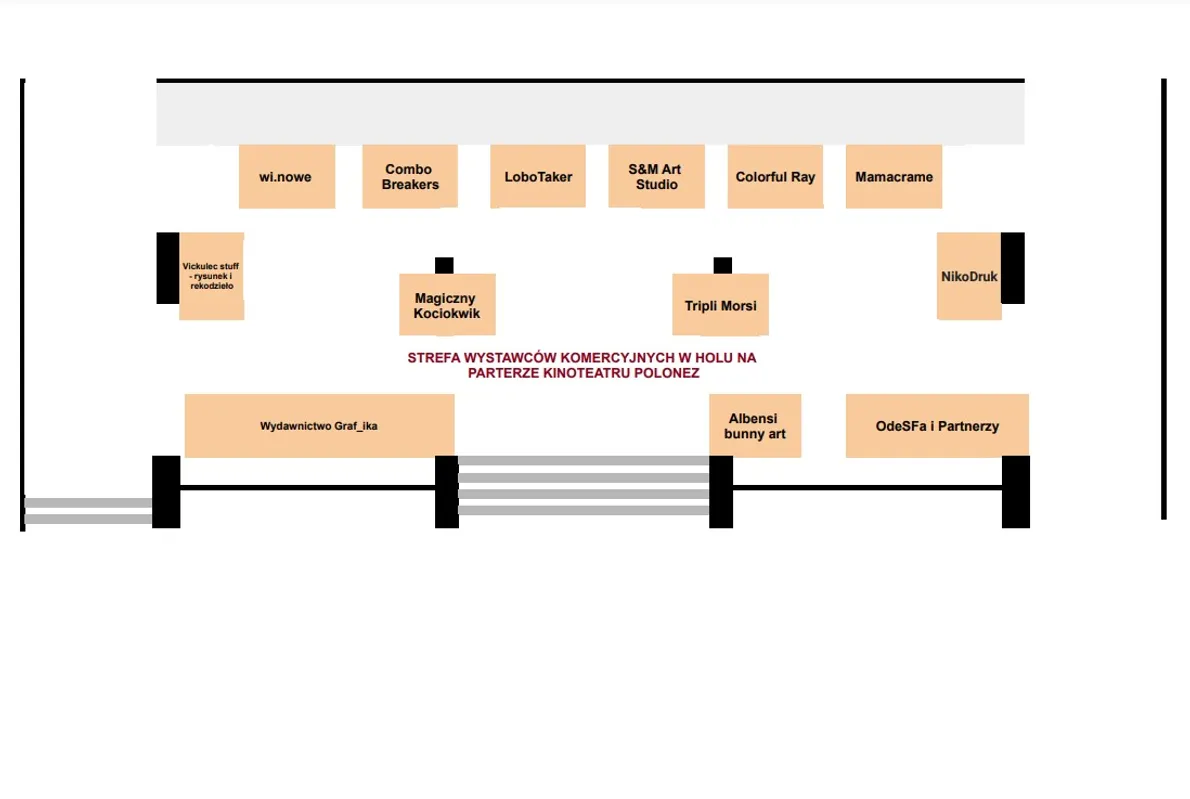 wi.nowe
Combo
Breakers
LoboTaker
S&M Art
Studio
Colorful Ray
Mamacrame
Vickulec stuff
- rysunek i
rekodzieło
Magiczny
Kociokwik
Tripli Morsi
NikoDruk
STREFA WYSTAWCÓW KOMERCYJNYCH W HOLU NA
PARTERZE KINOTEATRU POLONEZ
Wydawnictwo Graf_ika
Albensi
bunny art
OdeSFa i Partnerzy